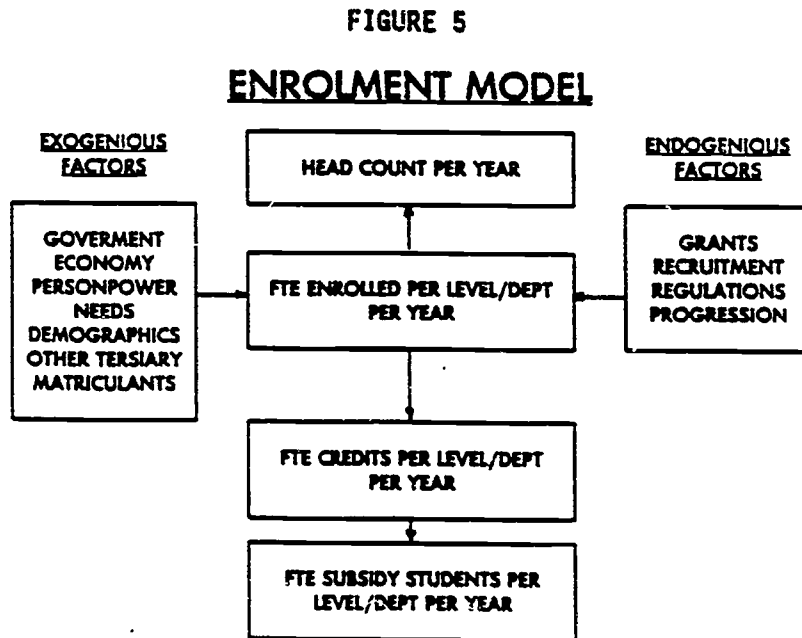 FIGURE 5
ENROLMENT MODEL
EXOGENIOUS
FACTORS
GOVERMENT
ECONOMY
PERSONPOWER
NEEDS
DEMOGRAPHICS
OTHER TERSIARY
MATRICULANTS
HEAD COUNT PER YEAR
FTE ENROLLED PER LEVEL/DEPT
PER YEAR
FTE CREDITS PER LEVEL/DEPT
PER YEAR
FTE SUBSIDY STUDENTS PER
LEVEL/DEPT PER YEAR
ENDOGENIOUS
FACTORS
GRANTS
RECRUITMENT
REGULATIONS
PROGRESSION